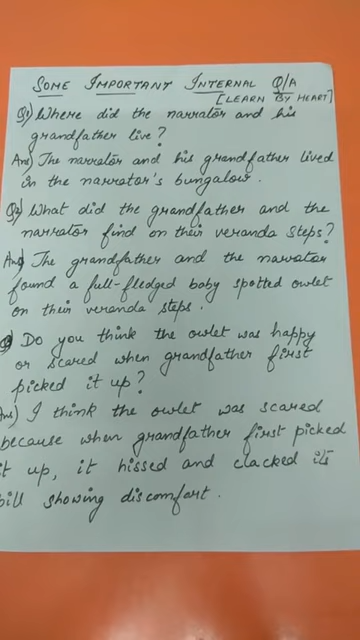 SOME IMPORTANT INTERNAL Q/A
[LEARN BY HEART]
Q1) Where did the narrator and his
grandfather live?
Ans) The narrator and his grandfather lived
in the narrator's bungalow.
Q2) What did the grandfather and the
narrator find on their veranda steps?
Ans) The grandfather and the narrator
found a full-fledged baby spotted owlet
on their veranda steps.
Q3) Do you think the owlet was happy
or scared when grandfather first
picked it up?
Ans) I think the owlet was scared
because when grandfather first picked
it up, it hissed and clacked its
bill showing discomfort.